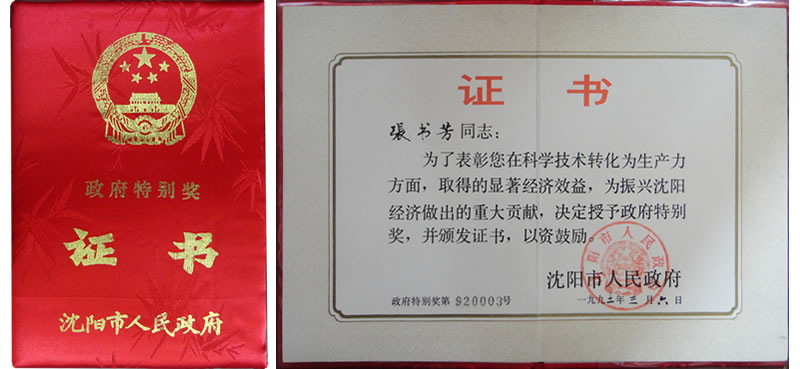 政府特别奖
证书
沈阳市人民政府
证书
張书芳同志:
为了表彰您在科学技术转化为生产力
方面，取得的显著经济效益，为振兴沈阳
经济做出的重大贡献，决定授予政府特别
奖，并颁发证书，以资鼓励。
沈阳市人民政府
政府特别奖第920003号
一九九二年三月六日
阳市人民政